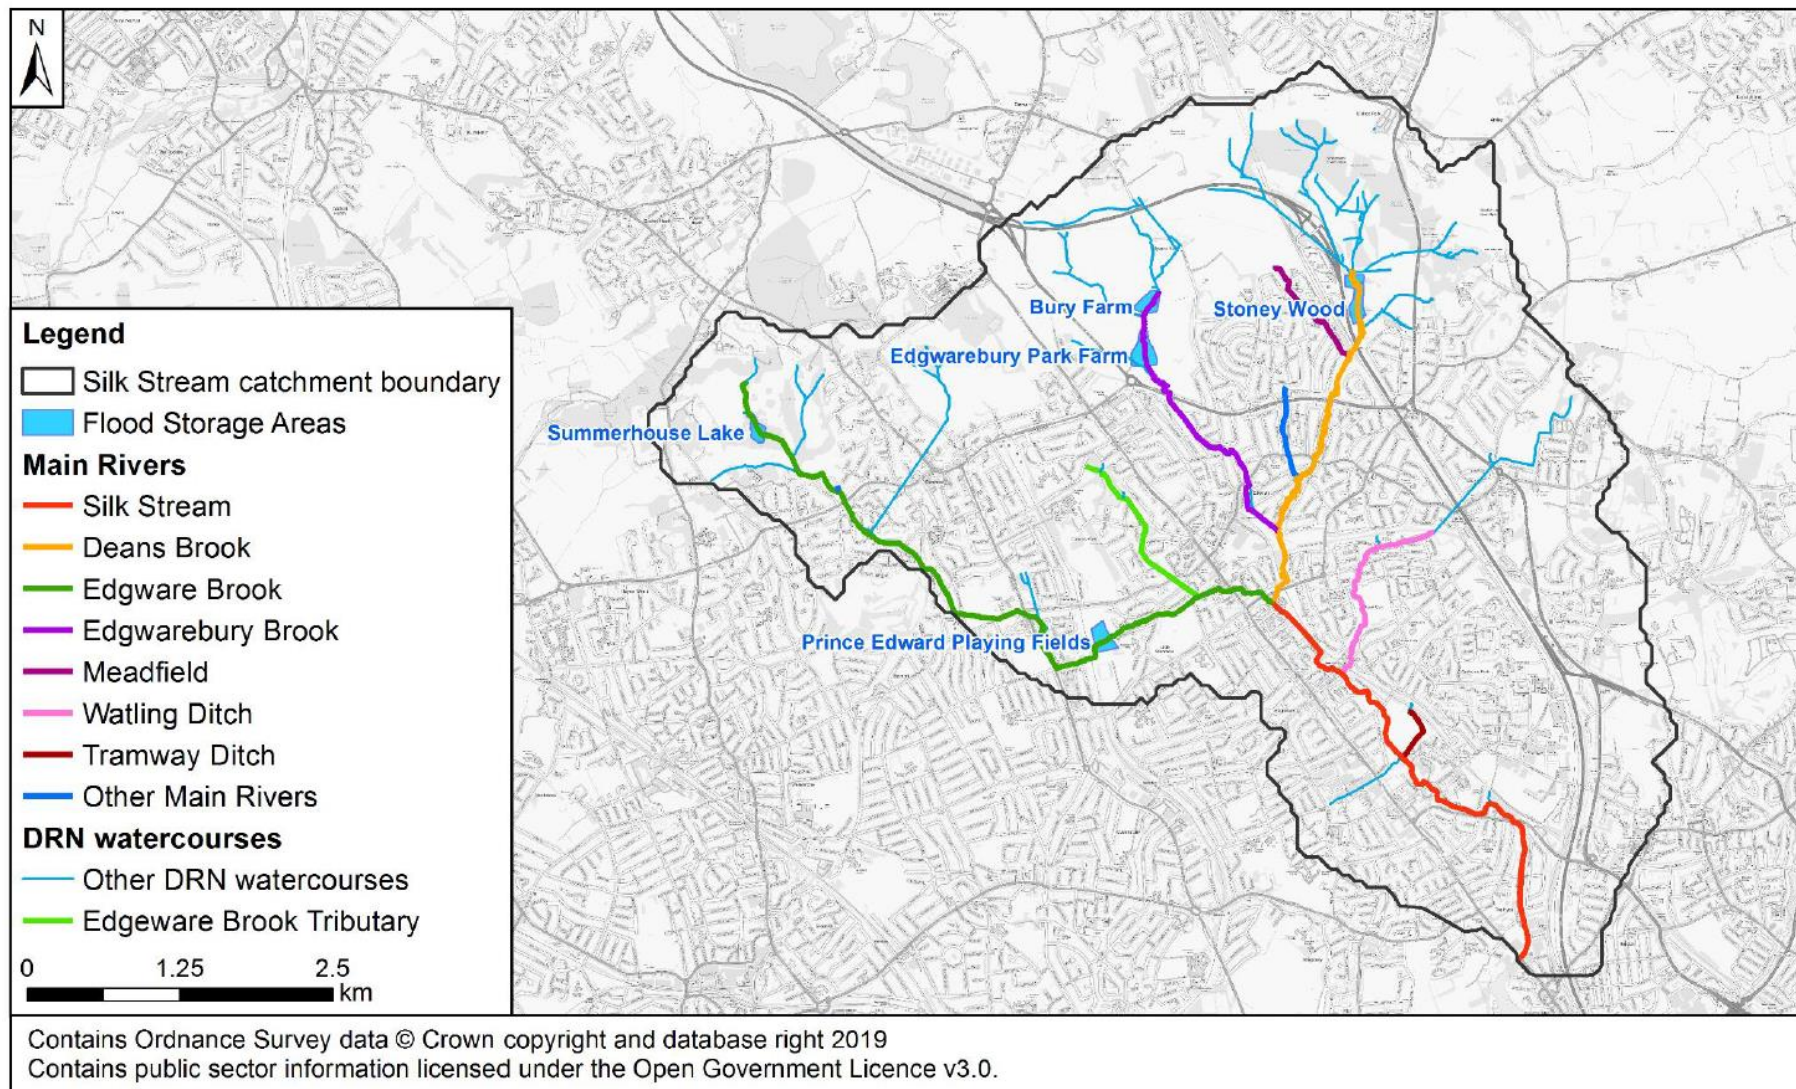 N
Bury Farm
Stoney Wood
Edgwarebury Park Farm
Summerhouse Lake
Prince Edward Playing Fields
Legend
Silk Stream catchment boundary
Flood Storage Areas
Main Rivers
Silk Stream
Deans Brook
Edgware Brook
Edgwarebury Brook
Meadfield
Watling Ditch
Tramway Ditch
Other Main Rivers
DRN watercourses
Other DRN watercourses
Edgeware Brook Tributary
0 1.25 2.5
km
Contains Ordnance Survey data © Crown copyright and database right 2019
Contains public sector information licensed under the Open Government Licence v3.0.